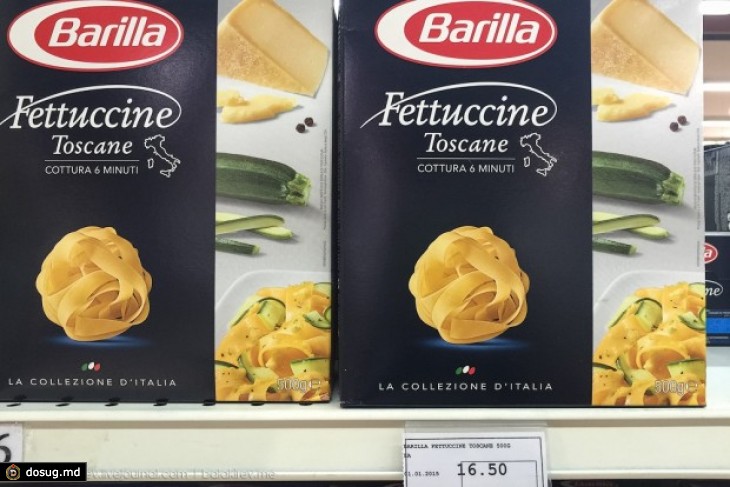 Barilla
Fettuccine
Toscane
COTTURA 6 MINUTI
LA COLLEZIONE D'ITALIA
500g e
Barilla
Fettuccine
Toscane
COTTURA 6 MINUTI
LA COLLEZIONE D'ITALIA
500g e
BARILLA FETTUCCINE TOSCANE 500G
16.50
dosug.md